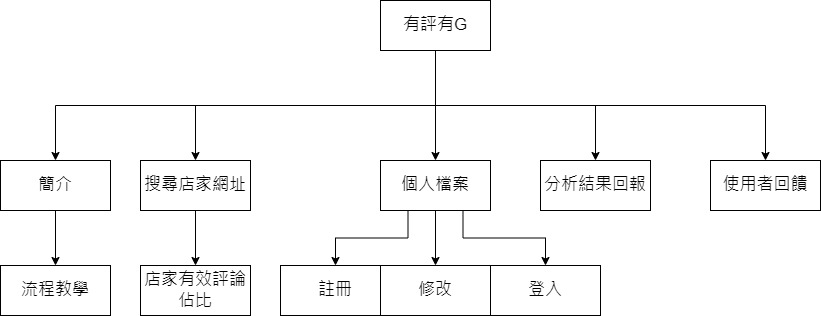 有評有G
簡介
搜尋店家網址
個人檔案
分析結果回報
使用者回饋
流程教學
店家有效評論
佔比
註冊
修改
登入